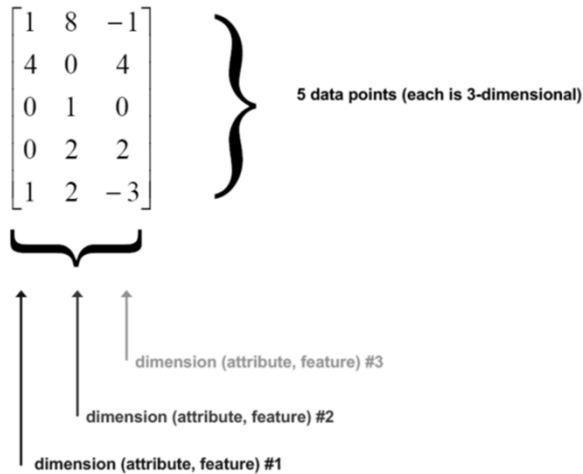 1 8 −1
4 0 4
0 1 0
0 2 2
1 2 −3
5 data points (each is 3-dimensional)
dimension (attribute, feature) #3
dimension (attribute, feature) #2
dimension (attribute, feature) #1